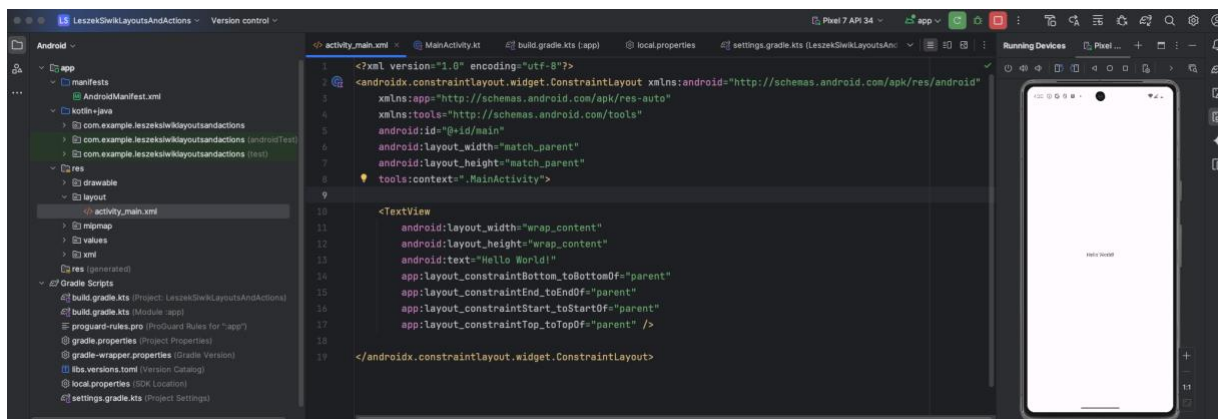 LS LeszekSiwikLayoutsAndActions Version control
Pixel 7 API 34 app
Android
app
manifests
AndroidManifest.xml
kotlin+java
com.example.leszeksiwiklayoutsandactions
com.example.leszeksiwiklayoutsandactions (androidTest)
com.example.leszeksiwiklayoutsandactions (test)
res
drawable
layout
activity_main.xml
mipmap
values
xml
res (generated)
Gradle Scripts
build.gradle.kts (Project: LeszekSiwikLayoutsAndActions)
build.gradle.kts (Module :app)
proguard-rules.pro (ProGuard Rules for ":app")
gradle.properties (Project Properties)
gradle-wrapper.properties (Gradle Version)
libs.versions.toml (Version Catalog)
local.properties (SDK Location)
settings.gradle.kts (Project Settings)
activity_main.xml MainActivity.kt build.gradle.kts (:app) local.properties settings.gradle.kts (LeszekSiwikLayoutsAnd
1 <?xml version="1.0" encoding="utf-8"?>
2 <androidx.constraintlayout.widget.ConstraintLayout xmlns:android="http://schemas.android.com/apk/res/android"
3 xmlns:app="http://schemas.android.com/apk/res-auto"
4 xmlns:tools="http://schemas.android.com/tools"
5 android:id="@+id/main"
6 android:layout_width="match_parent"
7 android:layout_height="match_parent"
8 tools:context=".MainActivity">
9
10 <TextView
11 android:layout_width="wrap_content"
12 android:layout_height="wrap_content"
13 android:text="Hello World!"
14 app:layout_constraintBottom_toBottomOf="parent"
15 app:layout_constraintEnd_toEndOf="parent"
16 app:layout_constraintStart_toStartOf="parent"
17 app:layout_constraintTop_toTopOf="parent" />
18
19 </androidx.constraintlayout.widget.ConstraintLayout>
Running Devices Pixel ...
Hello World!
1:1